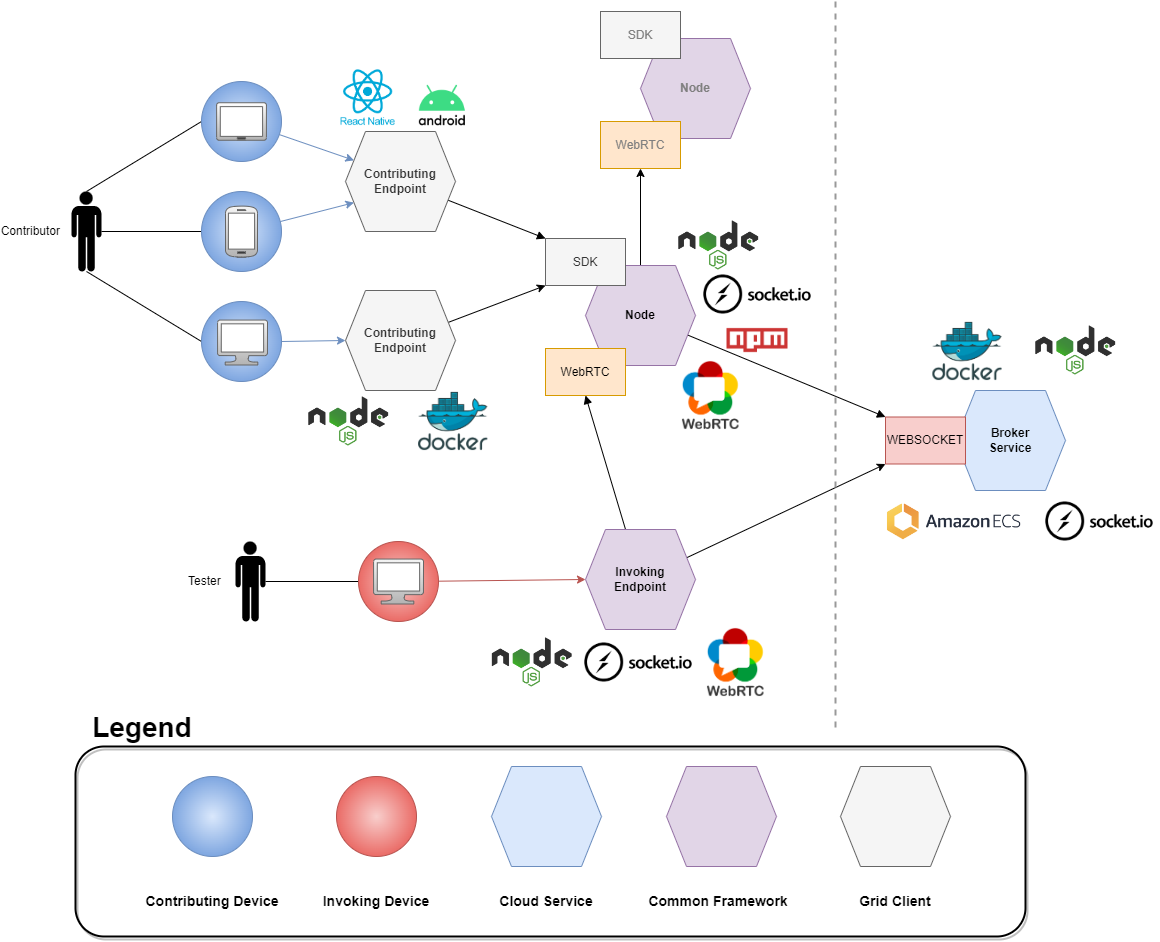 SDK
Node
WebRTC
React Native
android
Contributing
Endpoint
Contributor
node
JS
SDK
socket.io
Node
npm
Contributing
Endpoint
WebRTC
WebRTC
docker
node
JS
node
JS
docker
WEBSOCKET
Broker
Service
Amazon ECS
socket.io
Tester
Invoking
Endpoint
node
JS
socket.io
WebRTC
Legend
Contributing Device
Invoking Device
Cloud Service
Common Framework
Grid Client